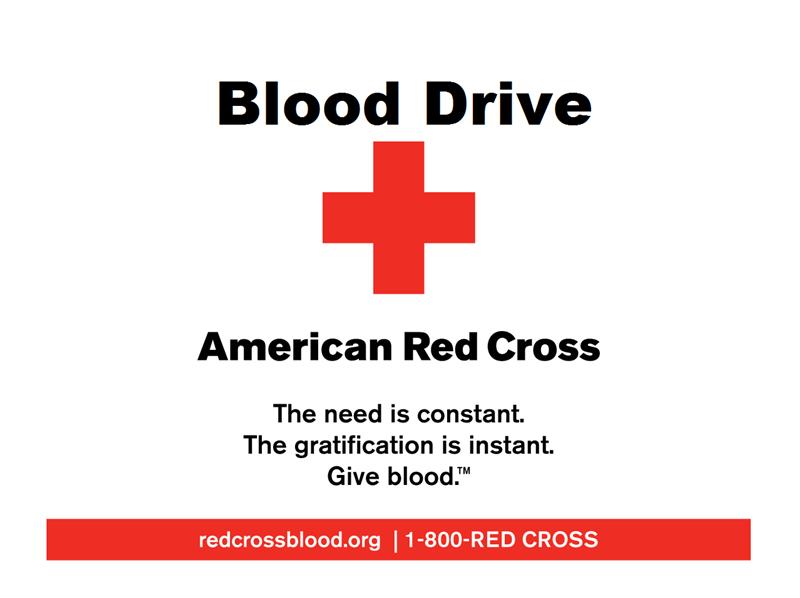 Blood Drive
American Red Cross
The need is constant.
The gratification is instant.
Give blood.™
redcrossblood.org | 1-800-RED CROSS